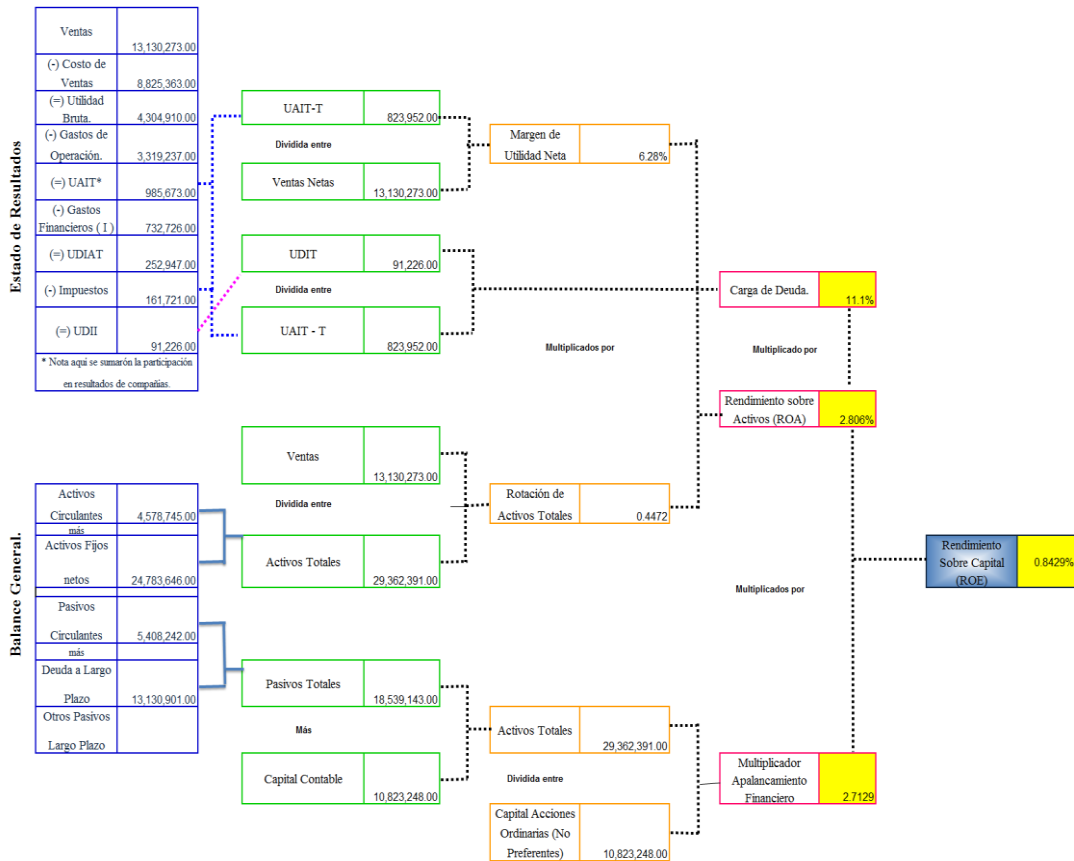 Estado de Resultados
Ventas
13,130,273.00
(-) Costo de
Ventas
8,825,363.00
(=) Utilidad
Bruta.
4,304,910.00
(-) Gastos de
Operación.
3,319,237.00
(=) UAIT*
985,673.00
(-) Gastos
Financieros ( I )
732,726.00
(=) UDIAT
252,947.00
(-) Impuestos
161,721.00
(=) UDII
91,226.00
* Nota aquí se sumarón la participación
en resultados de compañias.
UAIT-T
823,952.00
Dividida entre
Ventas Netas
13,130,273.00
UDIT
91,226.00
Dividida entre
UAIT - T
823,952.00
Margen de
Utilidad Neta
6.28%
Multiplicados por
Carga de Deuda.
11.1%
Multiplicado por
Rendimiento sobre
Activos (ROA)
2.806%
Balance General.
Activos
Circulantes
4,578,745.00
más
Activos Fijos
netos
24,783,646.00
Pasivos
Circulantes
5,408,242.00
más
Deuda a Largo
Plazo
13,130,901.00
Otros Pasivos
Largo Plazo
Ventas
13,130,273.00
Dividida entre
Activos Totales
29,362,391.00
Rotación de
Activos Totales
0.4472
Pasivos Totales
18,539,143.00
Más
Capital Contable
10,823,248.00
Activos Totales
29,362,391.00
Dividida entre
Capital Acciones
Ordinarias (No
Preferentes)
10,823,248.00
Multiplicados por
Multiplicador
Apalancamiento
Financiero
2.7129
Rendimiento
Sobre Capital
(ROE)
0.8429%